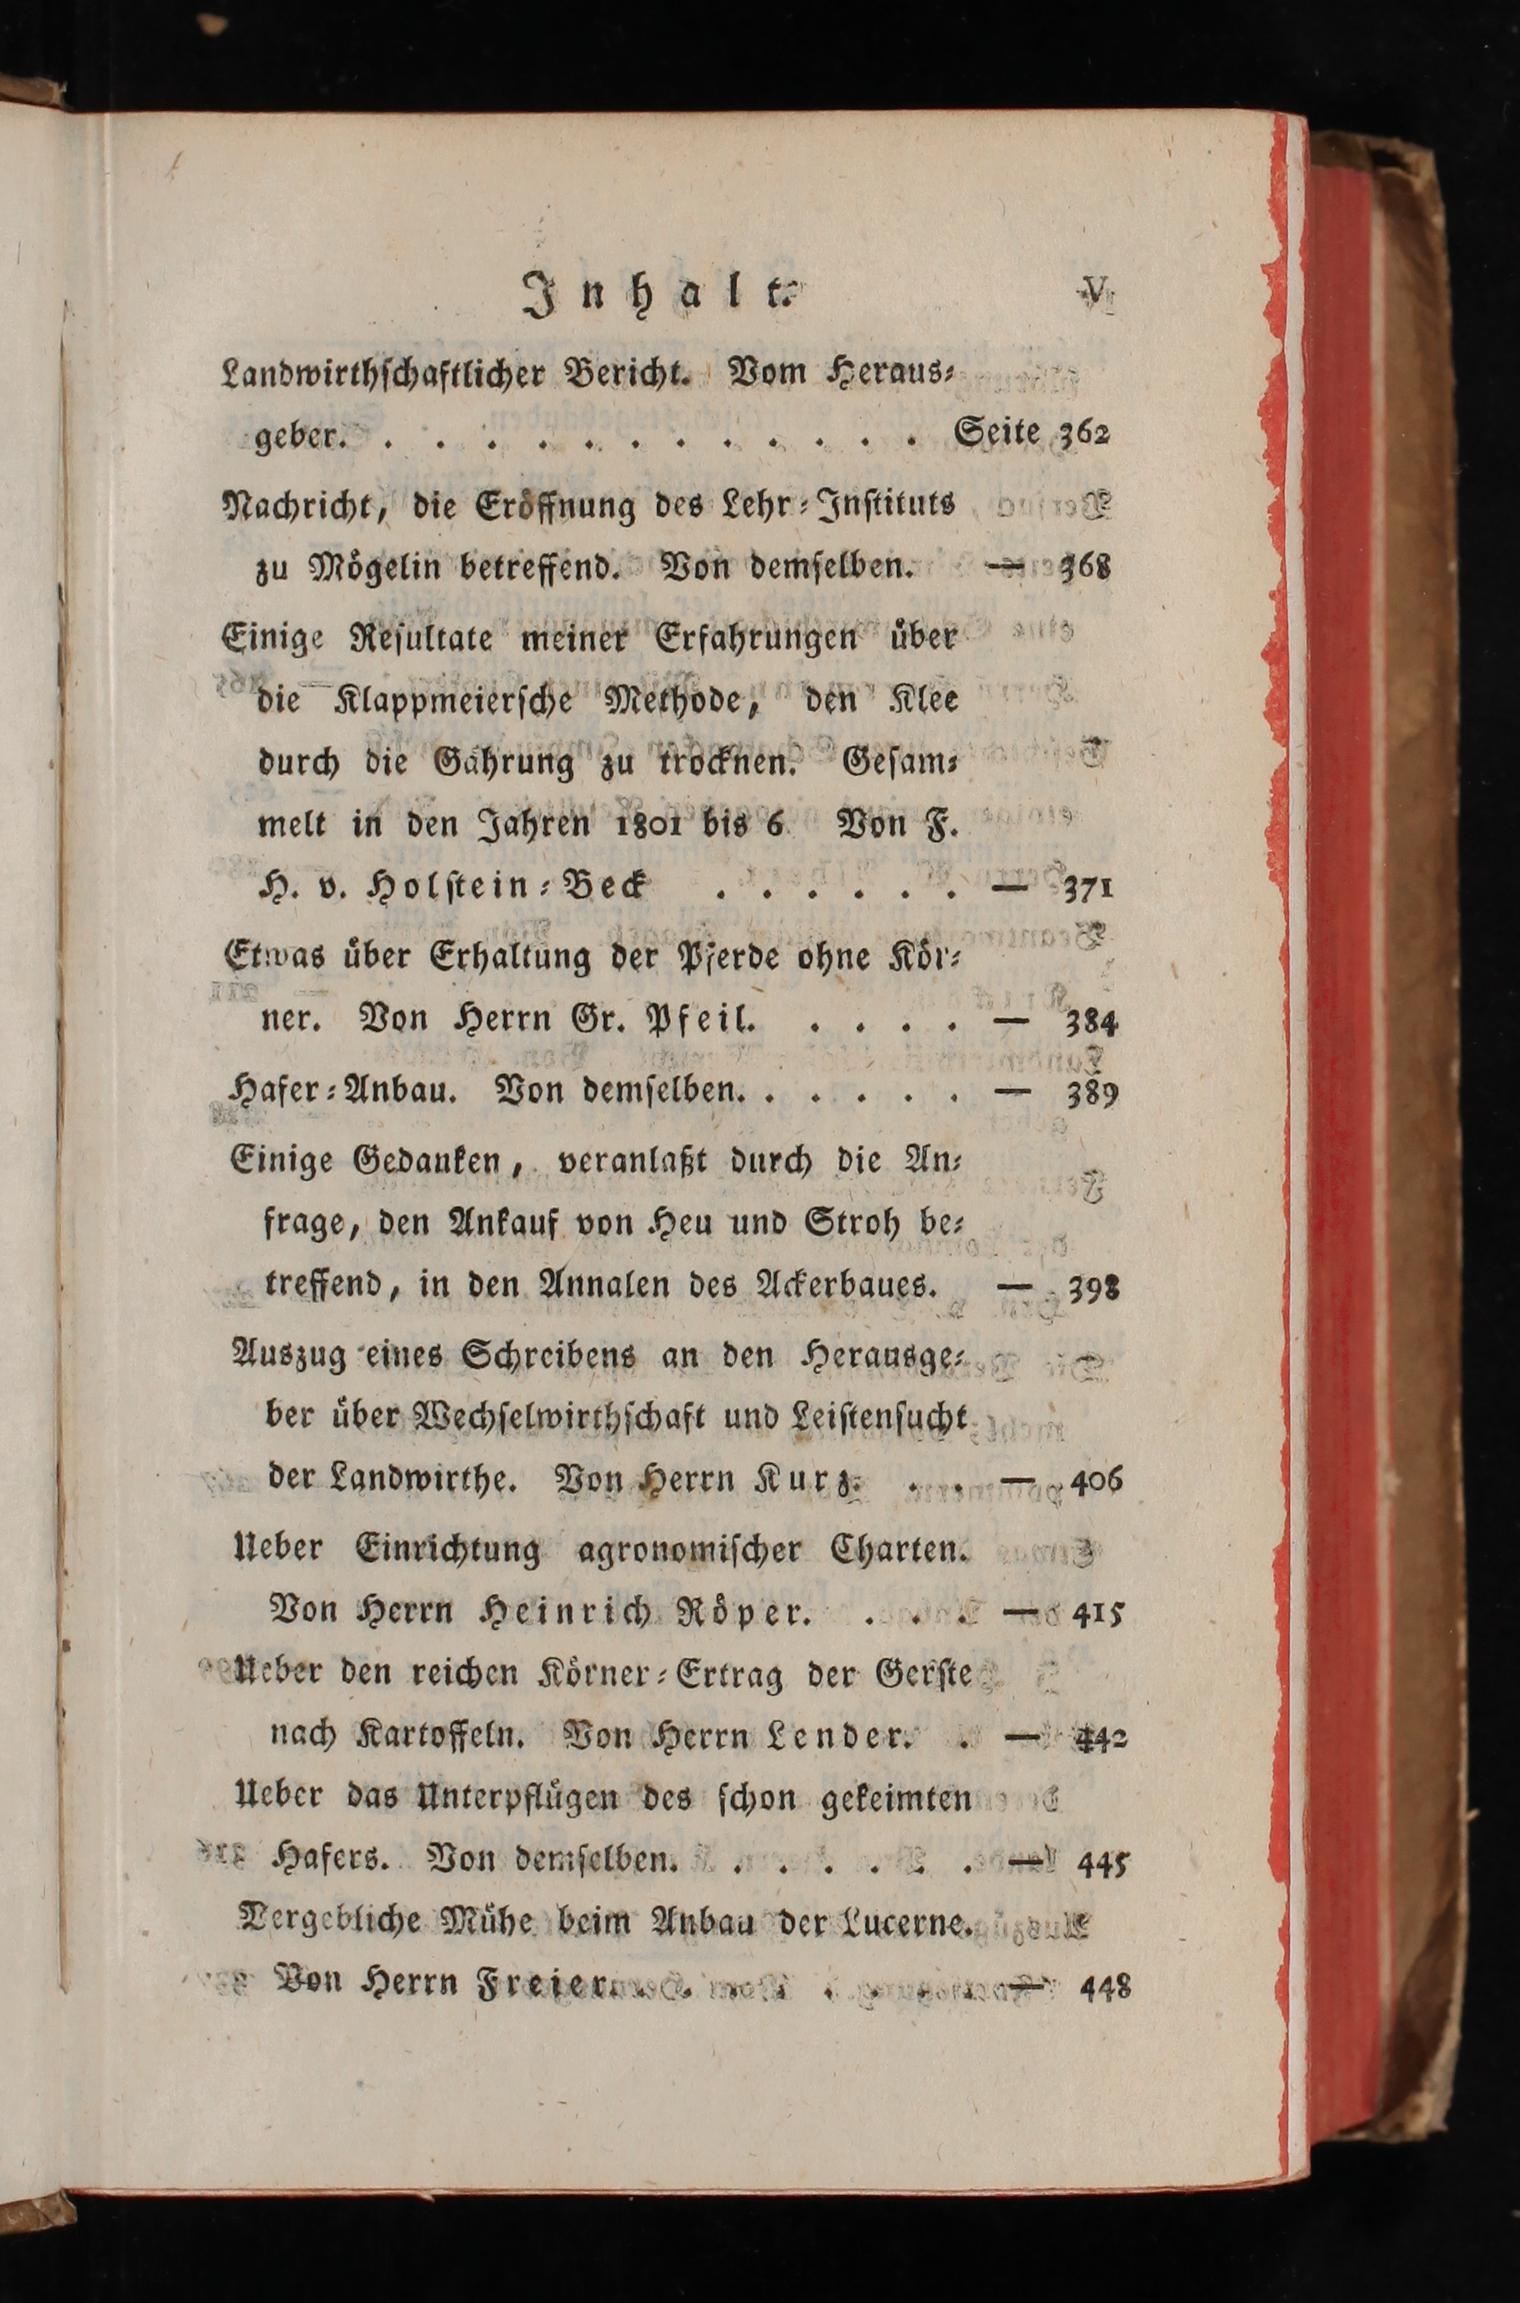 Inhalt. V
Landwirthschaftlicher Bericht. Vom Heraus-
geber. . . . . . . . . . . . . Seite 362
Nachricht, die Eröffnung des Lehr-Instituts
zu Mögelin betreffend. Von demselben. — 368
Einige Resultate meiner Erfahrungen über
die Klappmeiersche Methode, den Klee
durch die Gährung zu trocknen. Gesam-
melt in den Jahren 1801 bis 6 Von F.
H. v. Holstein-Beck . . . . . . — 371
Etwas über Erhaltung der Pferde ohne Kör-
ner. Von Herrn Gr. Pfeil. . . . . — 384
Hafer-Anbau. Von demselben. . . . . . — 389
Einige Gedanken, veranlaßt durch die An-
frage, den Ankauf von Heu und Stroh be-
treffend, in den Annalen des Ackerbaues. — 398
Auszug eines Schreibens an den Herausge-
ber über Wechselwirthschaft und Leistensucht
der Landwirthe. Von Herrn Kurz. . . — 406
Ueber Einrichtung agronomischer Charten.
Von Herrn Heinrich Röper. . . . — 415
Ueber den reichen Körner-Ertrag der Gerste
nach Kartoffeln. Von Herrn Lender. . — 442
Ueber das Unterpflügen des schon gekeimten
Hafers. Von demselben. . . . . . . — 445
Vergebliche Mühe beim Anbau der Lucerne.
Von Herrn Freier. . . . . . . . — 448